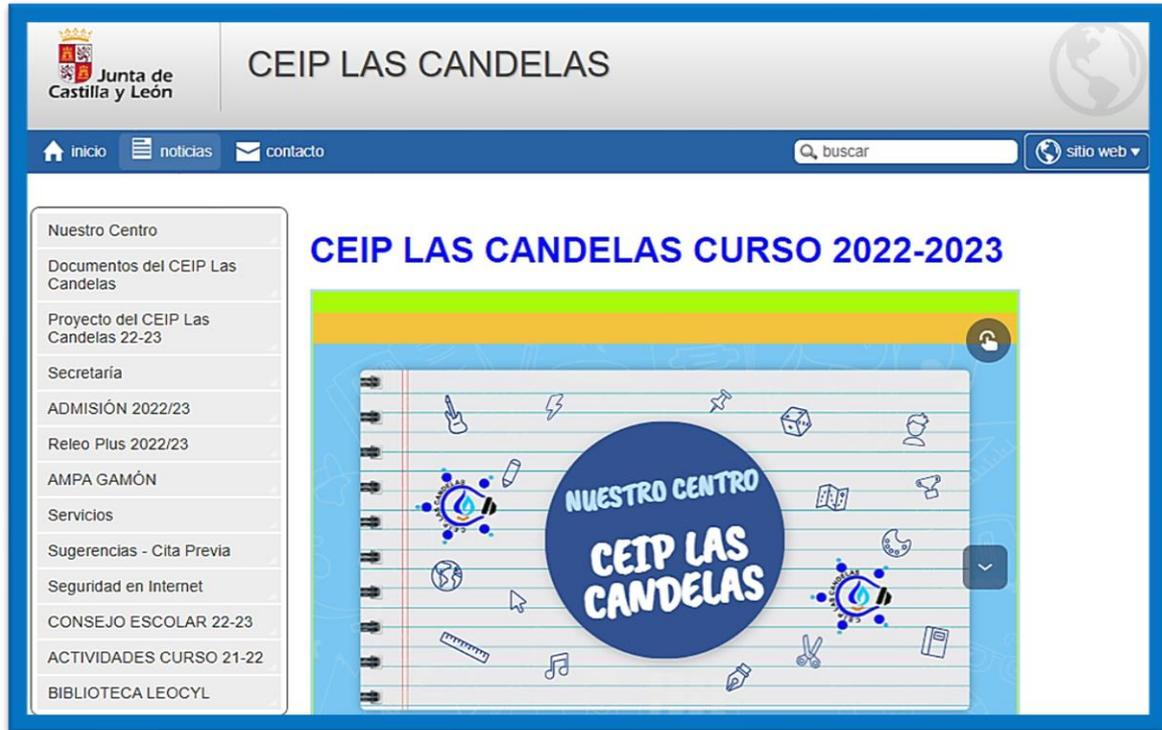 Junta de
Castilla y León
CEIP LAS CANDELAS
inicio
noticias
contacto
buscar
sitio web
Nuestro Centro
Documentos del CEIP Las
Candelas
Proyecto del CEIP Las
Candelas 22-23
Secretaría
ADMISIÓN 2022/23
Releo Plus 2022/23
AMPA GAMÓN
Servicios
Sugerencias - Cita Previa
Seguridad en Internet
CONSEJO ESCOLAR 22-23
ACTIVIDADES CURSO 21-22
BIBLIOTECA LEOCYL
CEIP LAS CANDELAS CURSO 2022-2023
NUESTRO CENTRO
CEIP LAS
CANDELAS